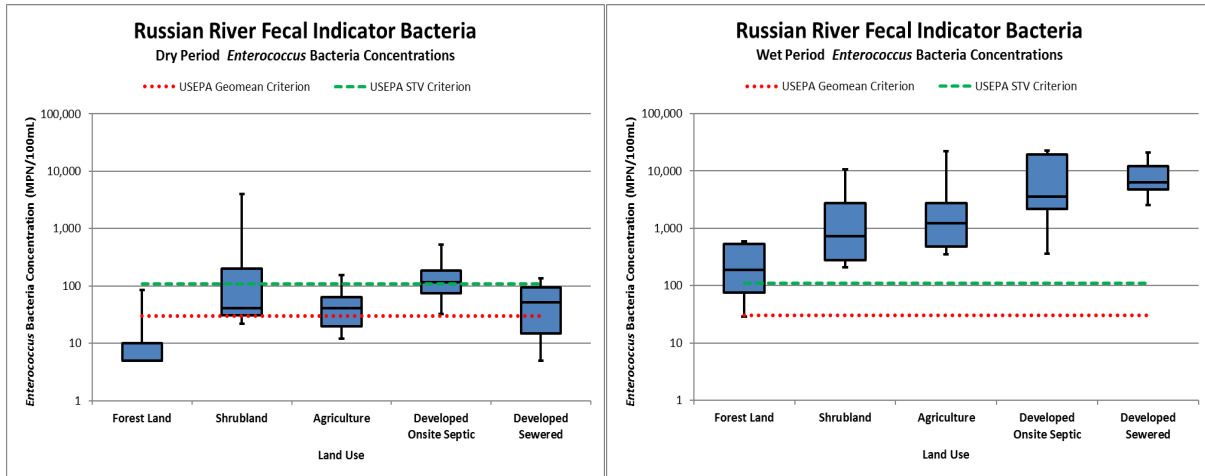 Russian River Fecal Indicator Bacteria
Dry Period Enterococcus Bacteria Concentrations
USEPA Geomean Criterion
USEPA STV Criterion
Enterococcus Bacteria Concentration (MPN/100mL)
100,000
10,000
1,000
100
10
1
Forest Land
Shrubland
Agriculture
Developed
Onsite Septic
Developed
Sewered
Land Use
Russian River Fecal Indicator Bacteria
Wet Period Enterococcus Bacteria Concentrations
USEPA Geomean Criterion
USEPA STV Criterion
Enterococcus Bacteria Concentration (MPN/100mL)
100,000
10,000
1,000
100
10
1
Forest Land
Shrubland
Agriculture
Developed
Onsite Septic
Developed
Sewered
Land Use